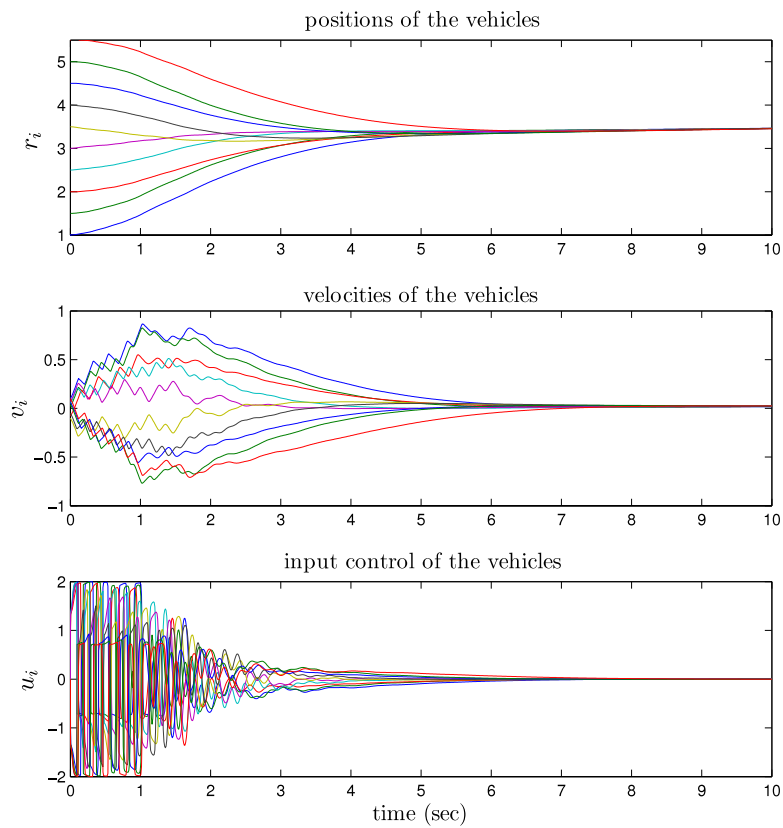 positions of the vehicles
5
4
3
2
1
r_i
0 1 2 3 4 5 6 7 8 9 10
velocities of the vehicles
1
0.5
0
−0.5
−1
v_i
0 1 2 3 4 5 6 7 8 9 10
input control of the vehicles
2
1
0
−1
−2
u_i
0 1 2 3 4 5 6 7 8 9 10
time (sec)